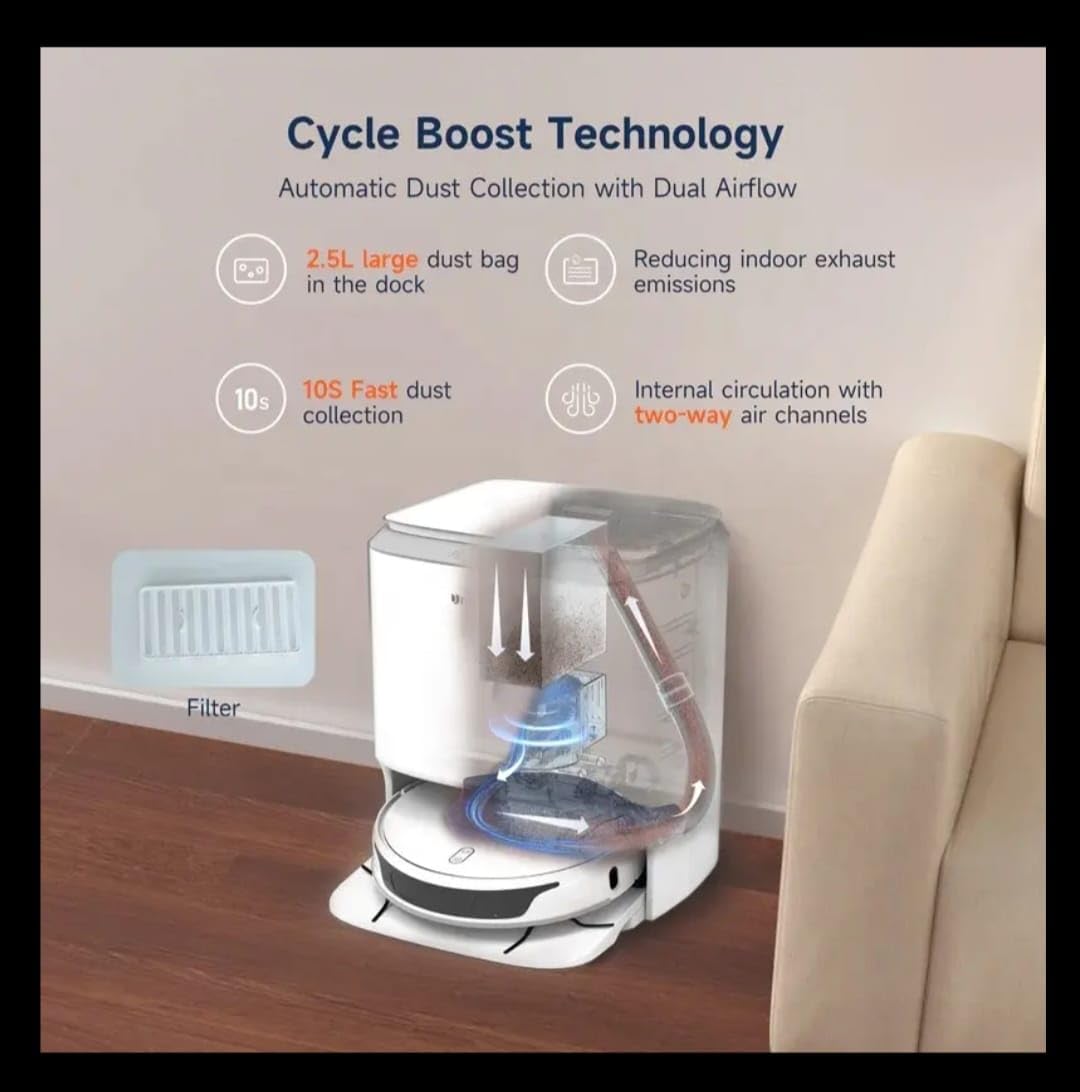 Cycle Boost Technology
Automatic Dust Collection with Dual Airflow
2.5L large dust bag
in the dock
Reducing indoor exhaust
emissions
10s
10S Fast dust
collection
Internal circulation with
two-way air channels
Filter